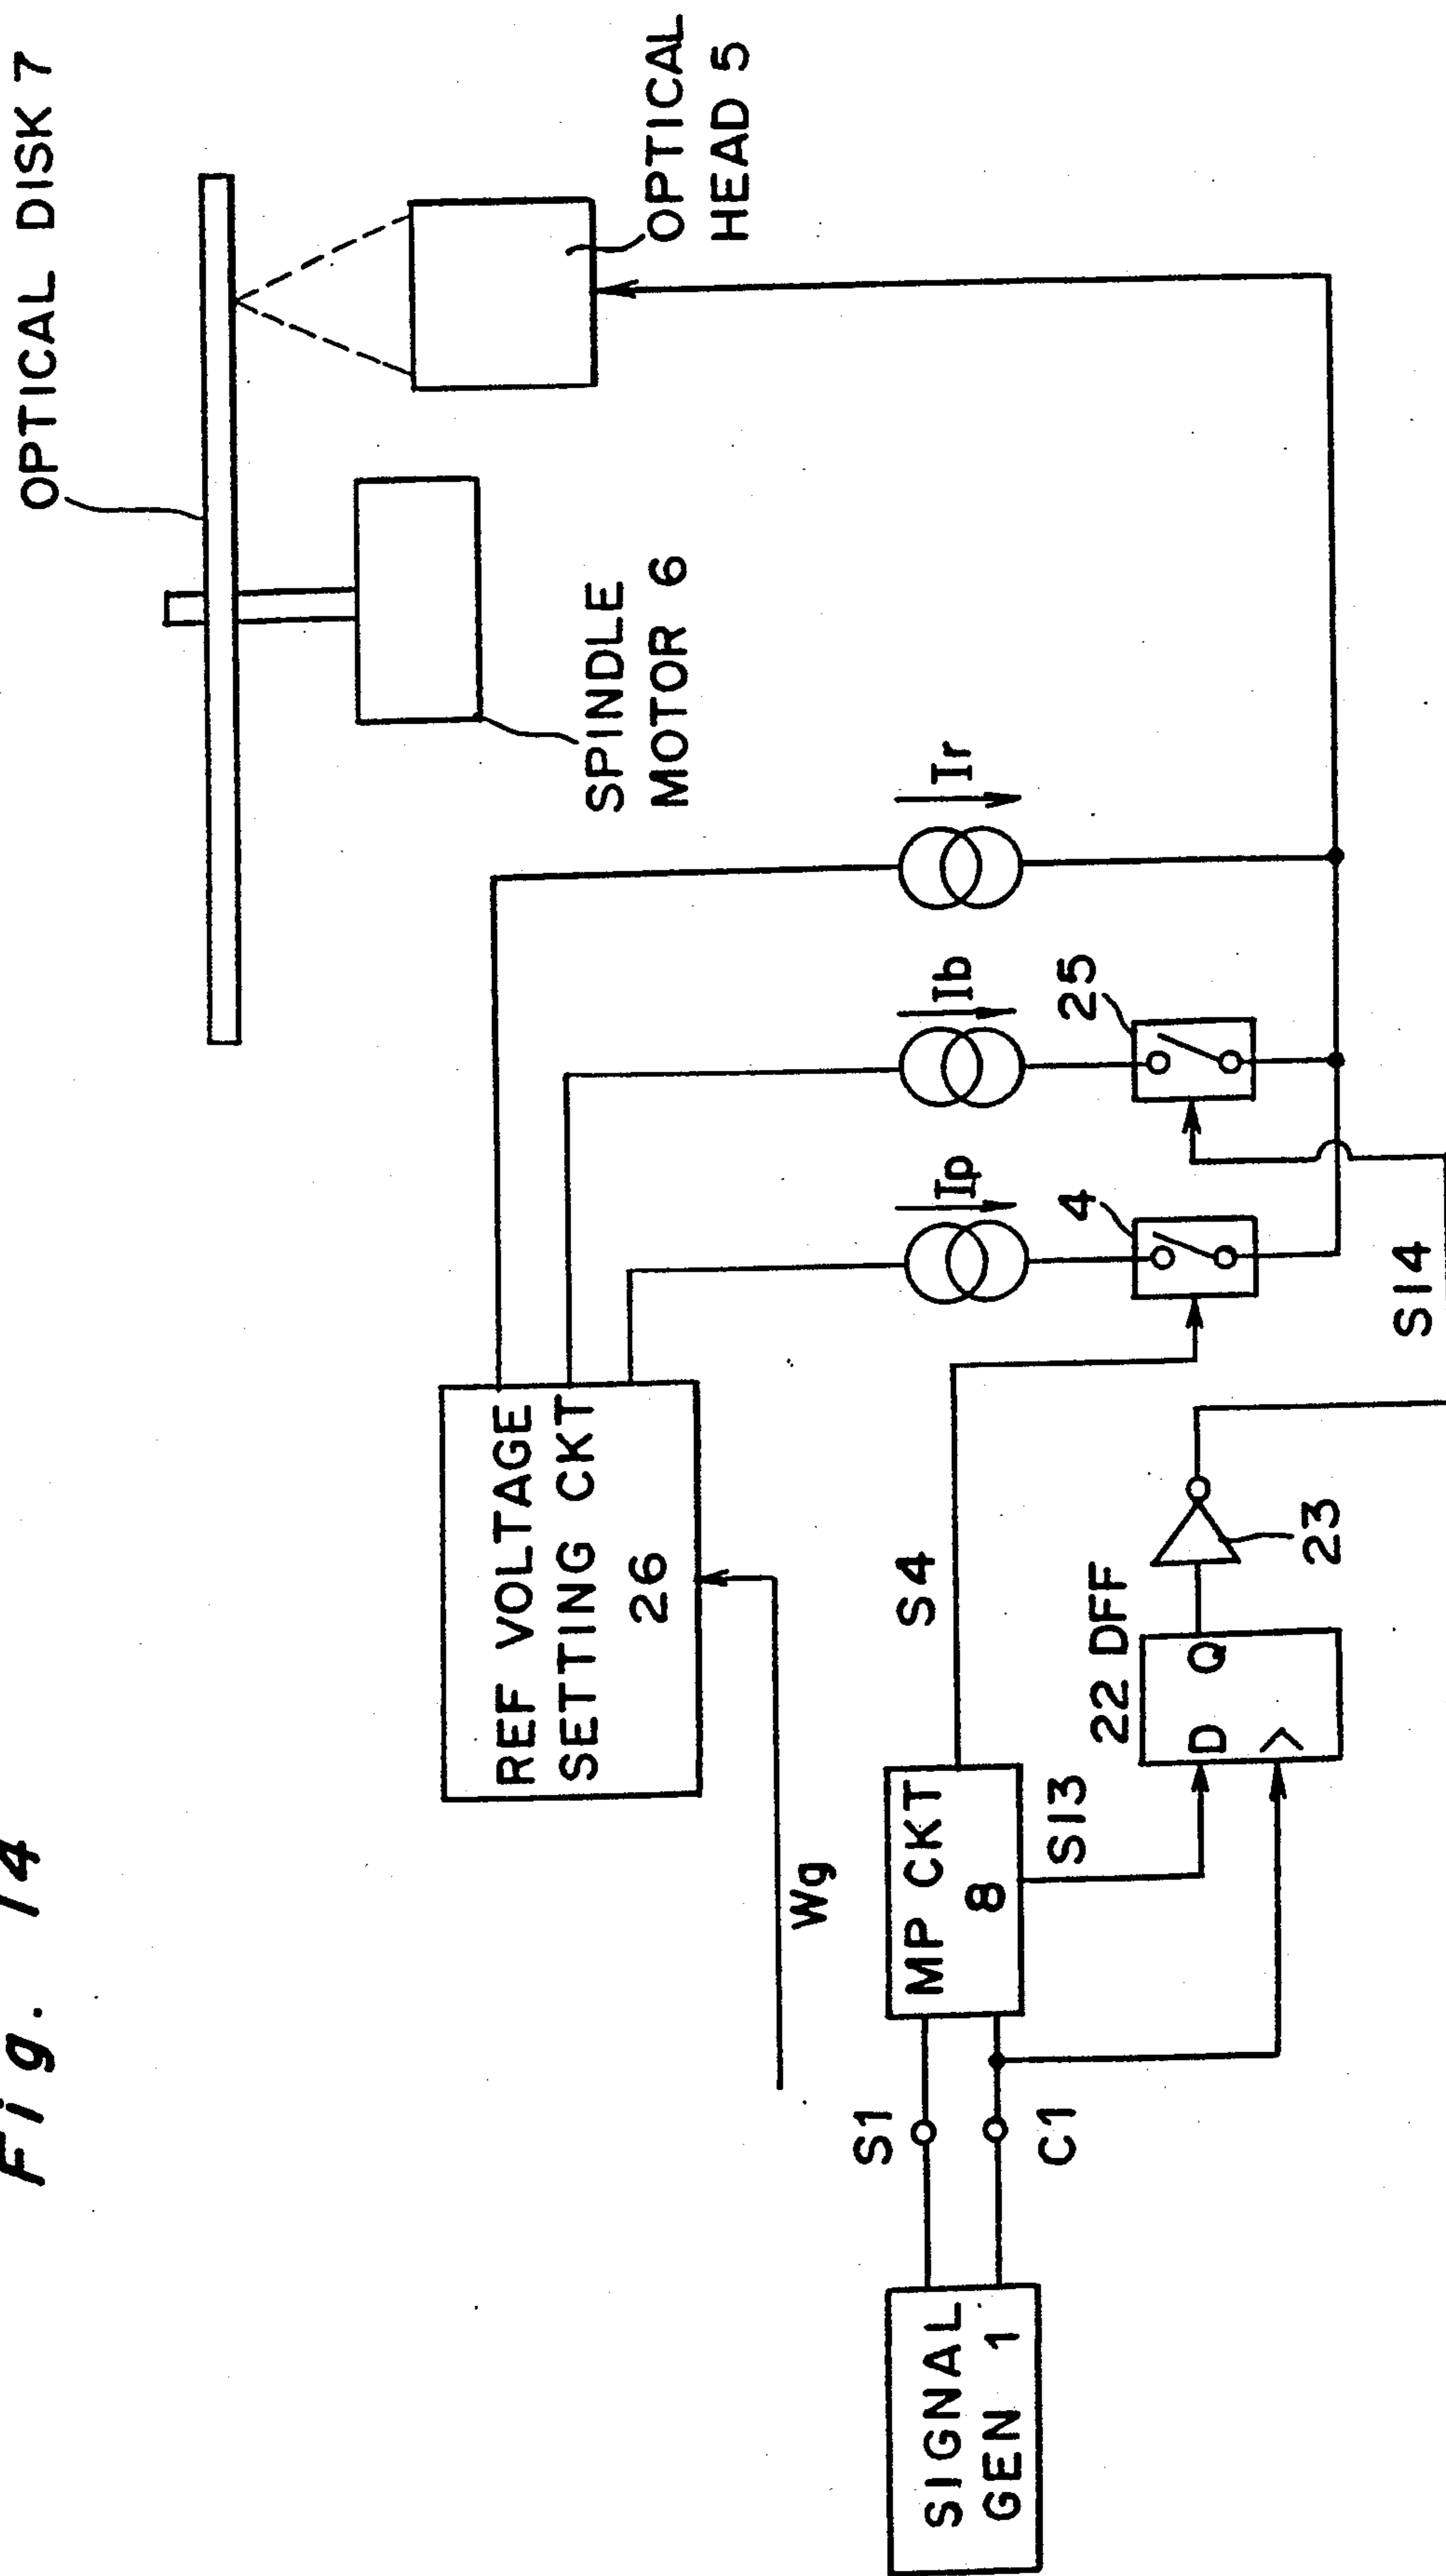 Fig. 14
OPTICAL DISK 7
OPTICAL
HEAD 5
SPINDLE
MOTOR 6
REF VOLTAGE
SETTING CKT
26
Wg
Ir
Ib
Ip
25
4
S4
S14
SIGNAL
GEN 1
S1
C1
MP CKT
8
S13
22 DFF
D Q
23